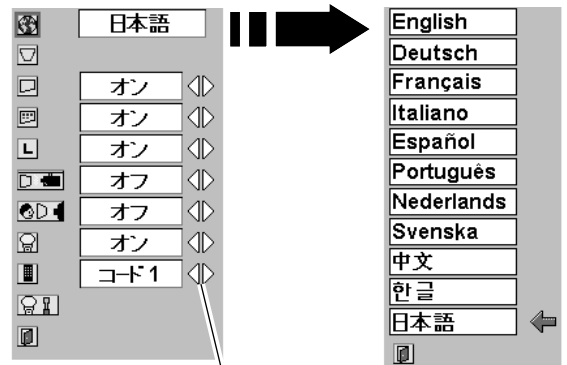 日本語
オン
オン
L オン
オフ
オフ
オン
コード1
English
Deutsch
Français
Italiano
Español
Português
Nederlands
Svenska
中文
한글
日本語